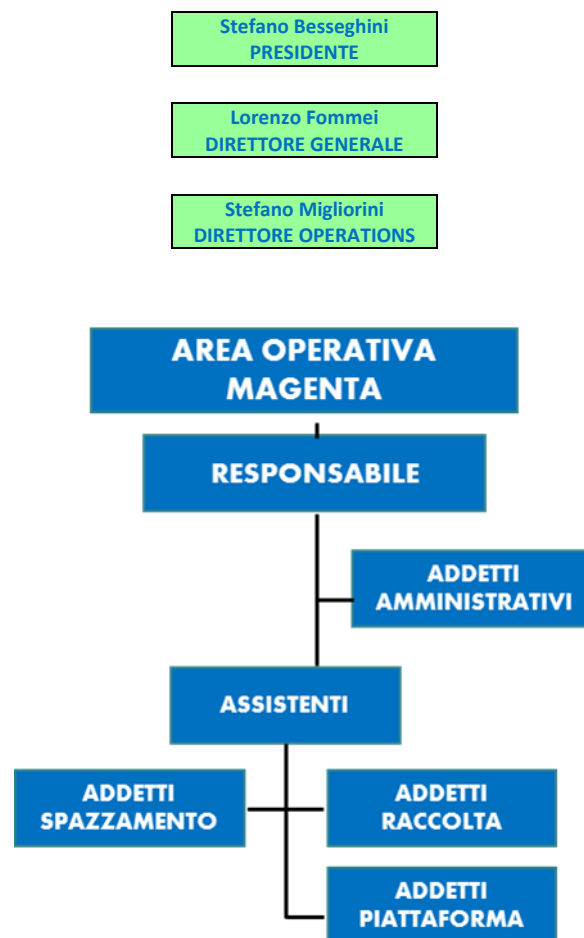 Stefano Besseghini
PRESIDENTE
Lorenzo Fommei
DIRETTORE GENERALE
Stefano Migliorini
DIRETTORE OPERATIONS
AREA OPERATIVA
MAGENTA
RESPONSABILE
ADDETTI
AMMINISTRATIVI
ASSISTENTI
ADDETTI
SPAZZAMENTO
ADDETTI
RACCOLTA
ADDETTI
PIATTAFORMA